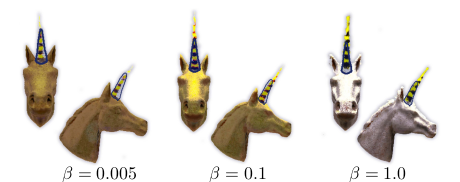 β = 0.005
β = 0.1
β = 1.0